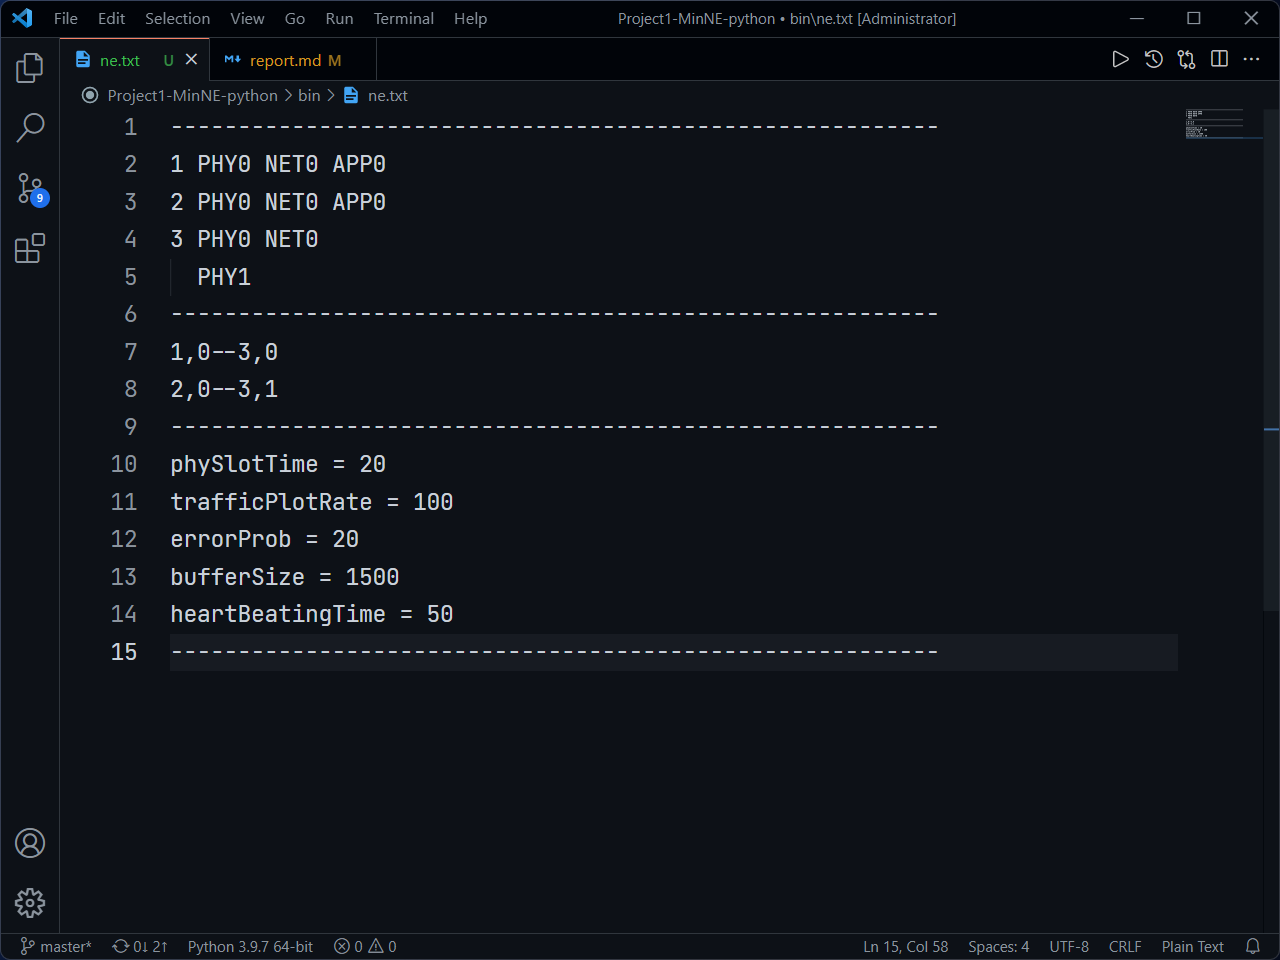 File Edit Selection View Go Run Terminal Help Project1-MinNE-python • bin\ne.txt [Administrator]
ne.txt U report.md M
Project1-MinNE-python > bin > ne.txt
1 ---------------------------------------------------------
2 1 PHY0 NET0 APP0
3 2 PHY0 NET0 APP0
4 3 PHY0 NET0
5   PHY1
6 ---------------------------------------------------------
7 1,0--3,0
8 2,0--3,1
9 ---------------------------------------------------------
10 phySlotTime = 20
11 trafficPlotRate = 100
12 errorProb = 20
13 bufferSize = 1500
14 heartBeatingTime = 50
15 ---------------------------------------------------------
9
master* 0↓ 2↑ Python 3.9.7 64-bit 0 0 Ln 15, Col 58 Spaces: 4 UTF-8 CRLF Plain Text